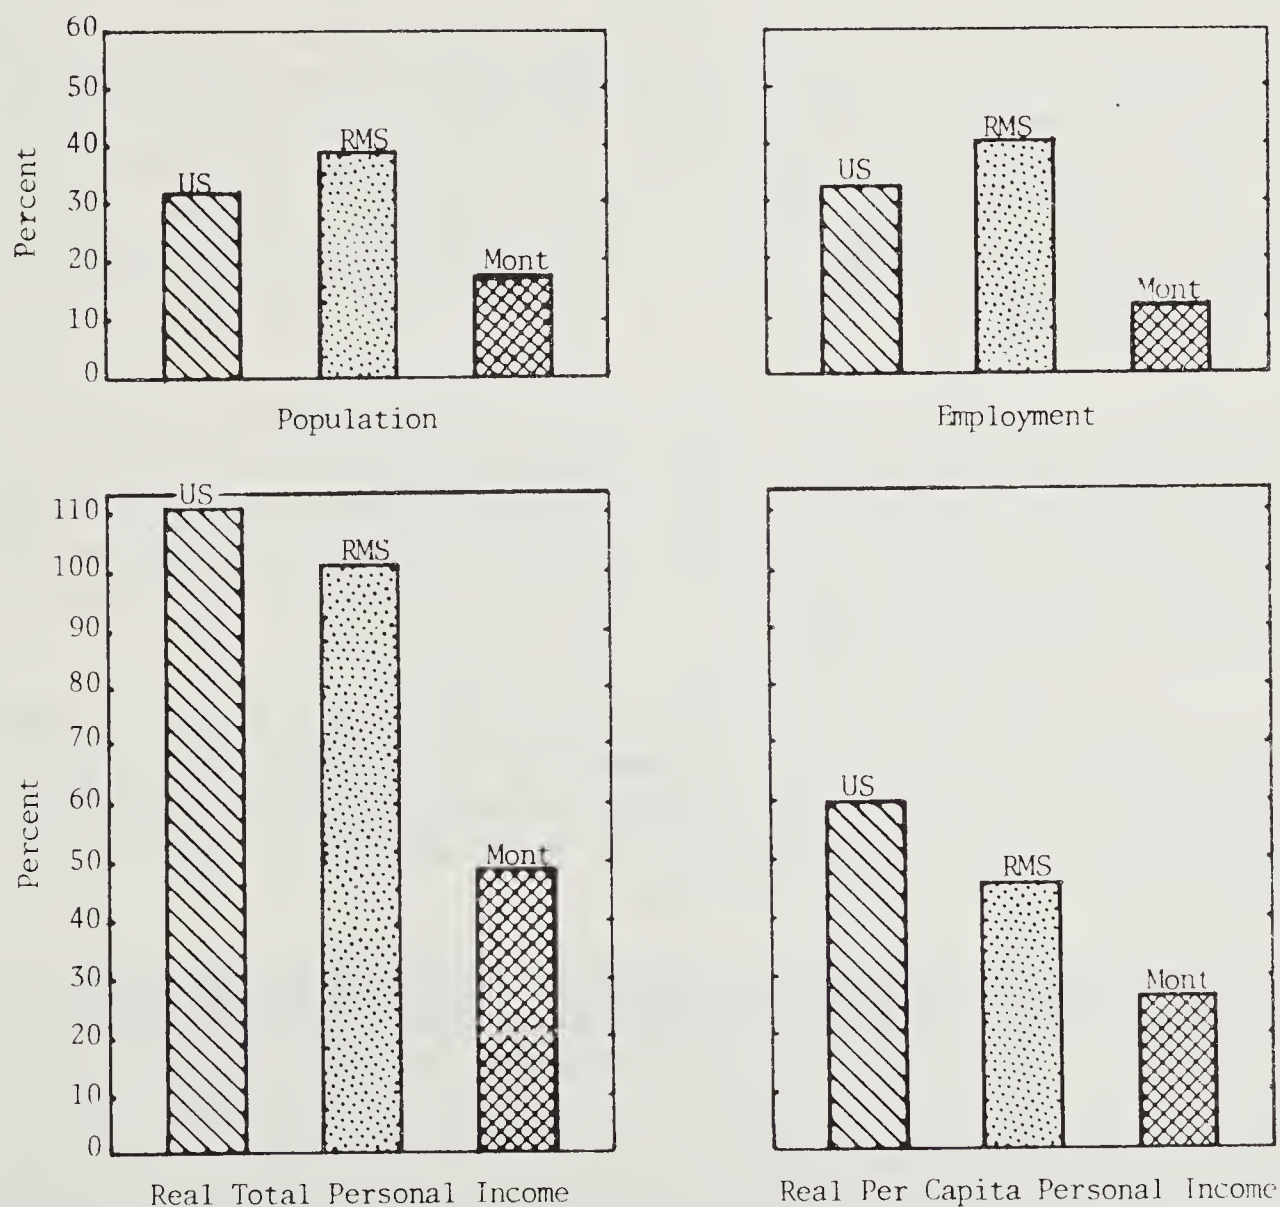 60
50
40
30
20
10
0
Percent
US
RMS
Mont
Population
US
RMS
Mont
Employment
110
100
90
80
70
60
50
40
30
20
10
0
Percent
US
RMS
Mont
Real Total Personal Income
US
RMS
Mont
Real Per Capita Personal Income